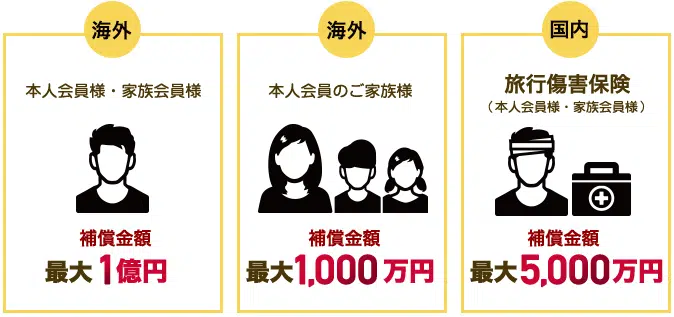 海外
本人会員様・家族会員様
補償金額
最大1億円
海外
本人会員のご家族様
補償金額
最大1,000万円
国内
旅行傷害保険
（本人会員様・家族会員様）
補償金額
最大5,000万円